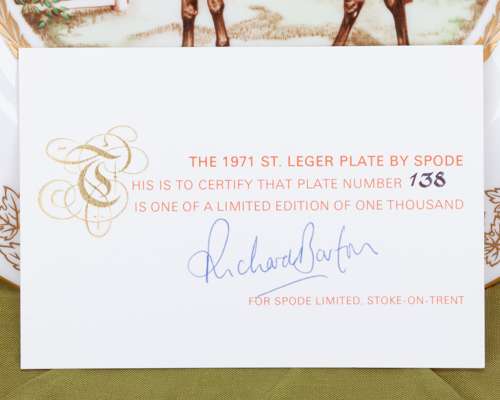 THE 1971 ST. LEGER PLATE BY SPODE
THIS IS TO CERTIFY THAT PLATE NUMBER 138
IS ONE OF A LIMITED EDITION OF ONE THOUSAND
Richard Barton
FOR SPODE LIMITED, STOKE-ON-TRENT